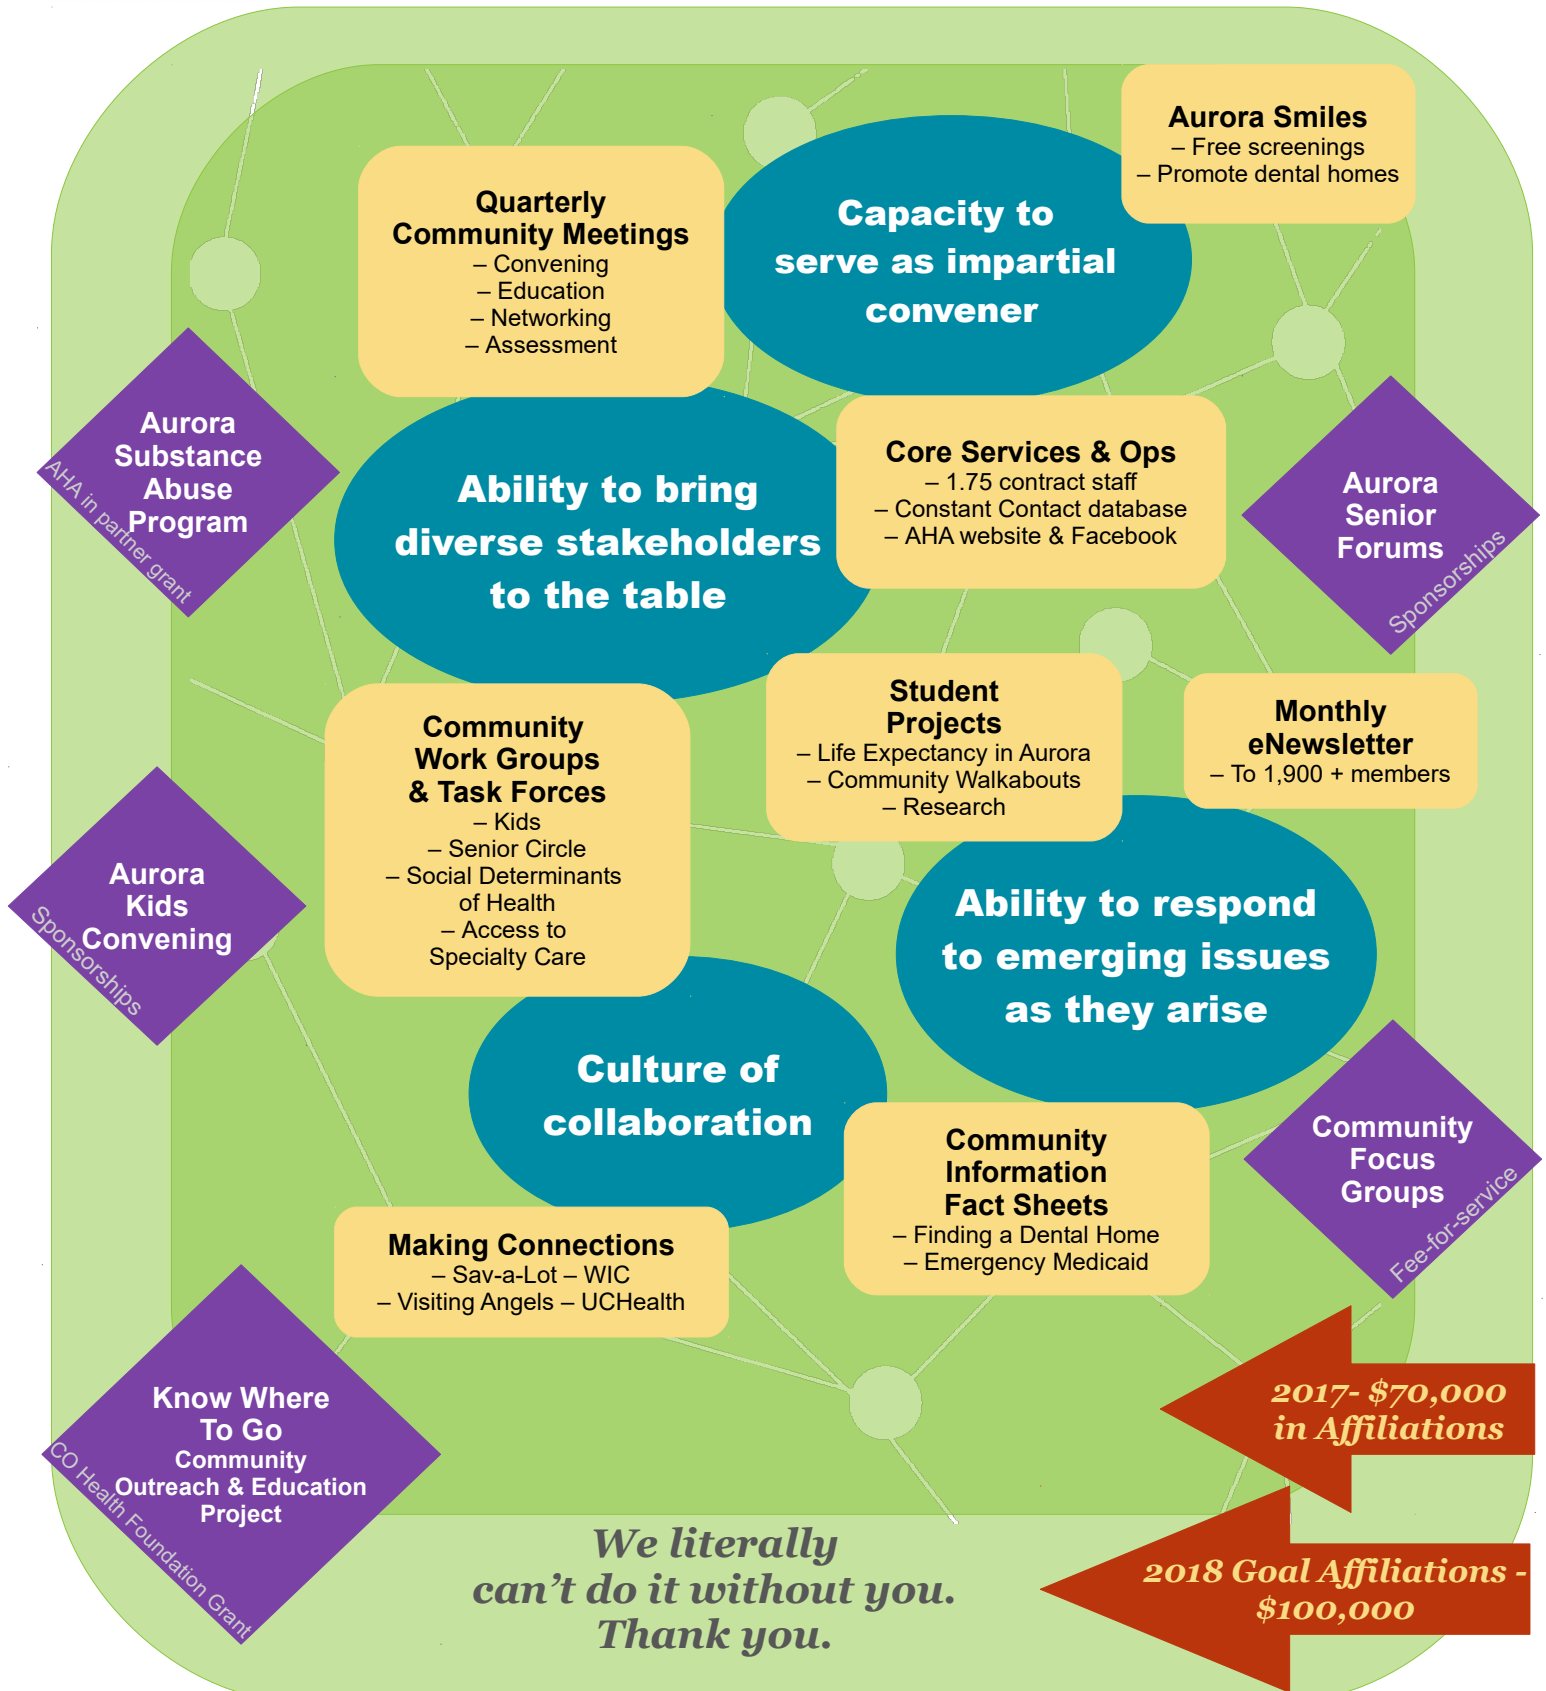 Aurora Smiles
– Free screenings
– Promote dental homes
Quarterly
Community Meetings
– Convening
– Education
– Networking
– Assessment
Capacity to
serve as impartial
convener
Aurora
Substance
Abuse
Program
AHA in partner grant
Ability to bring
diverse stakeholders
to the table
Core Services & Ops
– 1.75 contract staff
– Constant Contact database
– AHA website & Facebook
Aurora
Senior
Forums
Sponsorships
Community
Work Groups
& Task Forces
– Kids
– Senior Circle
– Social Determinants
of Health
– Access to
Specialty Care
Student
Projects
– Life Expectancy in Aurora
– Community Walkabouts
– Research
Monthly
eNewsletter
– To 1,900 + members
Aurora
Kids
Convening
Sponsorships
Ability to respond
to emerging issues
as they arise
Culture of
collaboration
Community
Information
Fact Sheets
– Finding a Dental Home
– Emergency Medicaid
Community
Focus
Groups
Fee-for-service
Making Connections
– Sav-a-Lot – WIC
– Visiting Angels – UCHealth
Know Where
To Go
Community
Outreach & Education
Project
CO Health Foundation Grant
2017- $70,000
in Affiliations
2018 Goal Affiliations -
$100,000
We literally
can’t do it without you.
Thank you.